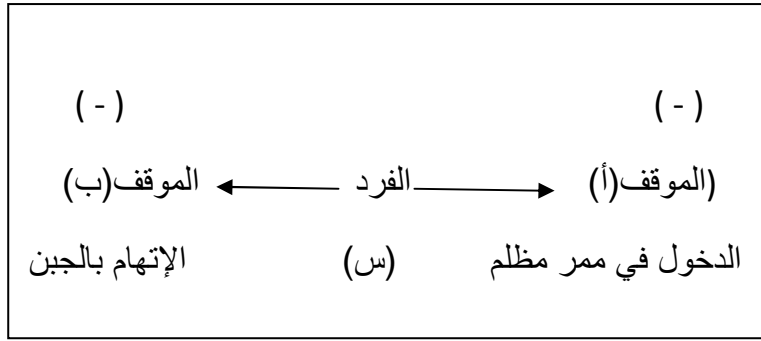 ( - ) ( - )
(الموقف(أ) الفرد الموقف(ب)
الدخول في ممر مظلم (س) الإتهام بالجبن